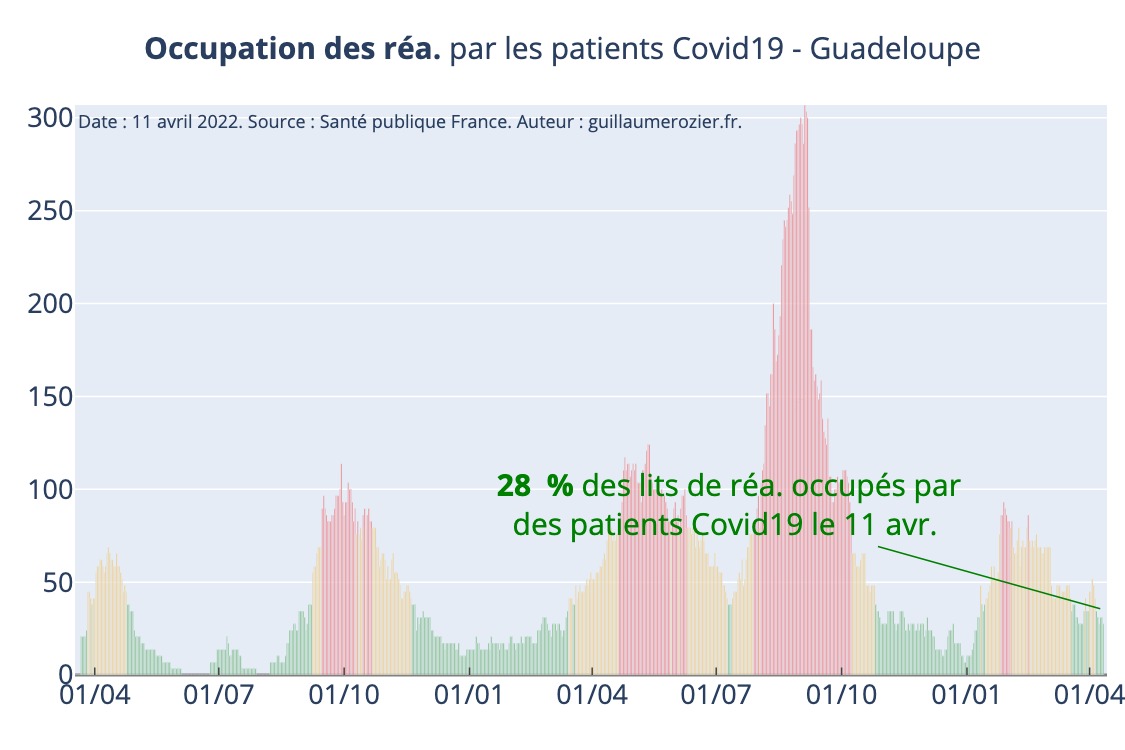 Occupation des réa. par les patients Covid19 - Guadeloupe
300
Date : 11 avril 2022. Source : Santé publique France. Auteur : guillaumerozier.fr.
250
200
150
100
28 % des lits de réa. occupés par
des patients Covid19 le 11 avr.
50
0
01/04 01/07 01/10 01/01 01/04 01/07 01/10 01/01 01/04